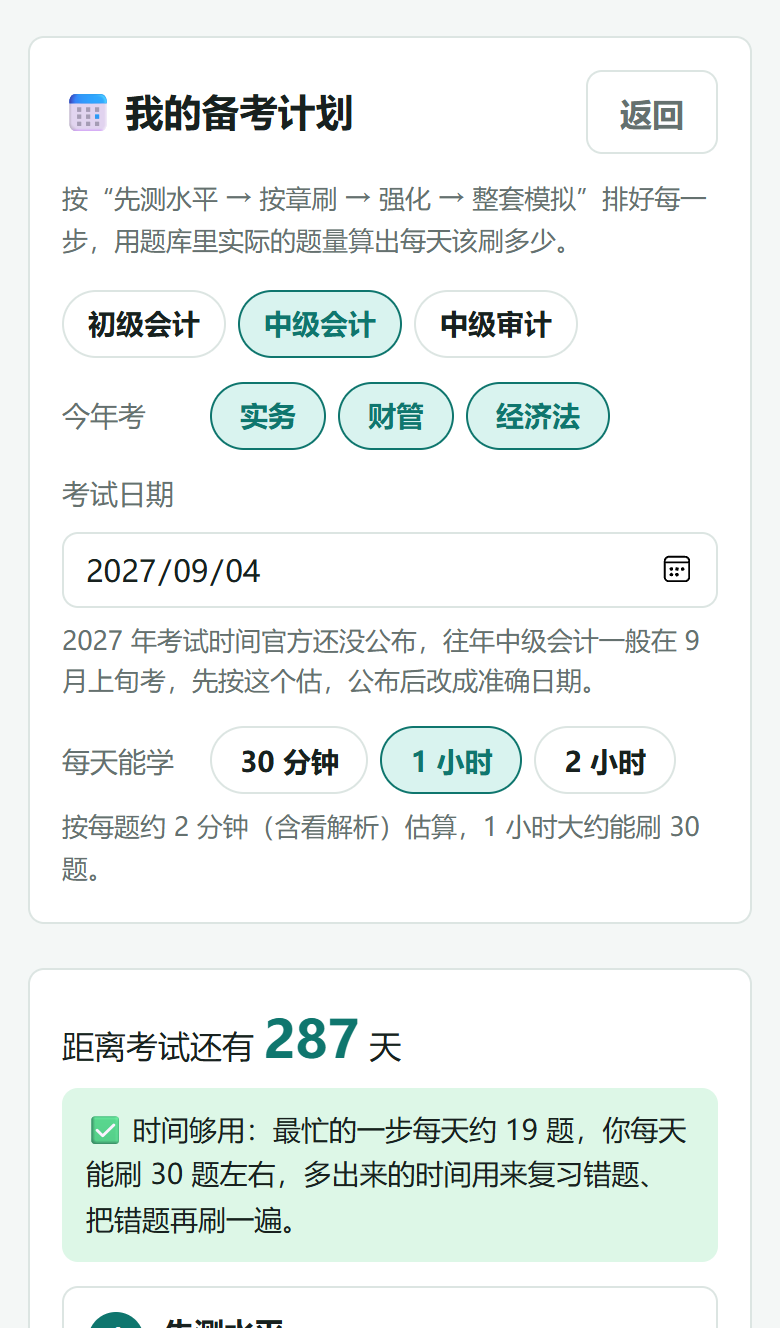 我的备考计划
返回
按“先测水平 → 按章刷 → 强化 → 整套模拟”排好每一
步，用题库里实际的题量算出每天该刷多少。
初级会计 中级会计 中级审计
今年考 实务 财管 经济法
考试日期
2027/09/04
2027 年考试时间官方还没公布，往年中级会计一般在 9
月上旬考，先按这个估，公布后改成准确日期。
每天能学 30 分钟 1 小时 2 小时
按每题约 2 分钟（含看解析）估算，1 小时大约能刷 30
题。
距离考试还有 287 天
时间够用：最忙的一步每天约 19 题，你每天
能刷 30 题左右，多出来的时间用来复习错题、
把错题再刷一遍。
先测水平